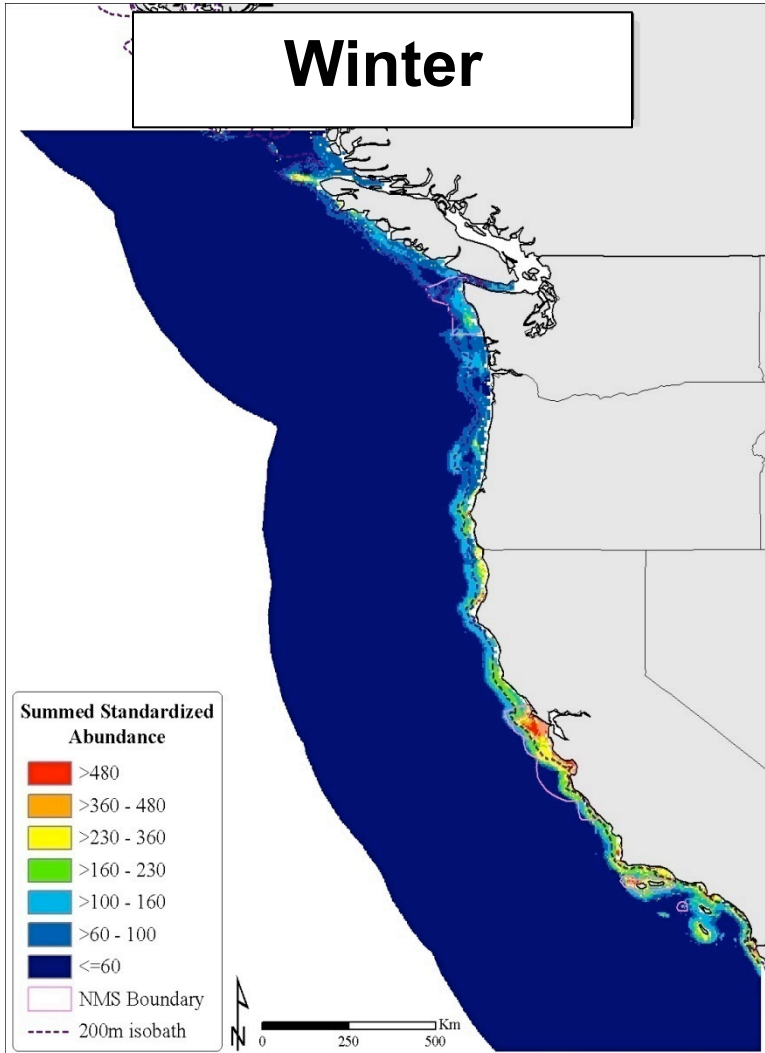 Winter
Summed Standardized
Abundance
>480
>360 - 480
>230 - 360
>160 - 230
>100 - 160
>60 - 100
<=60
NMS Boundary
200m isobath
N
Km
0 250 500